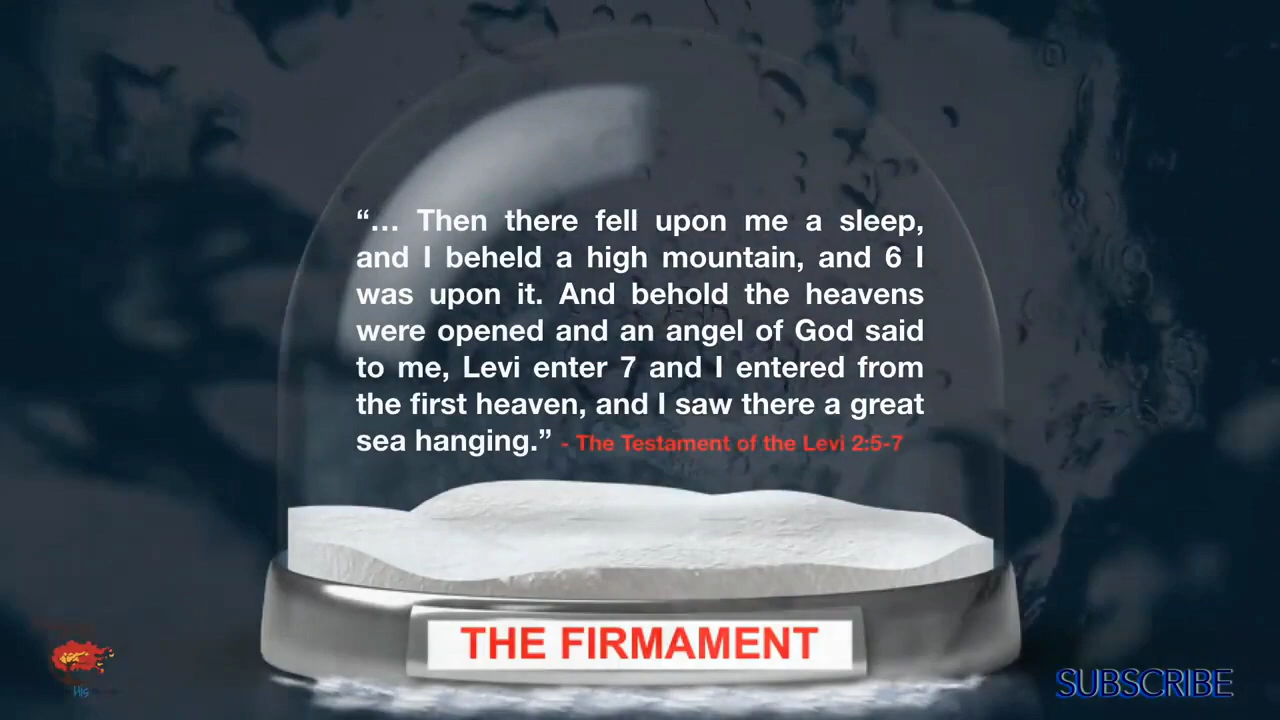 “... Then there fell upon me a sleep,
and I beheld a high mountain, and 6 I
was upon it. And behold the heavens
were opened and an angel of God said
to me, Levi enter 7 and I entered from
the first heaven, and I saw there a great
sea hanging.” - The Testament of the Levi 2:5-7
THE FIRMAMENT
His
SUBSCRIBE